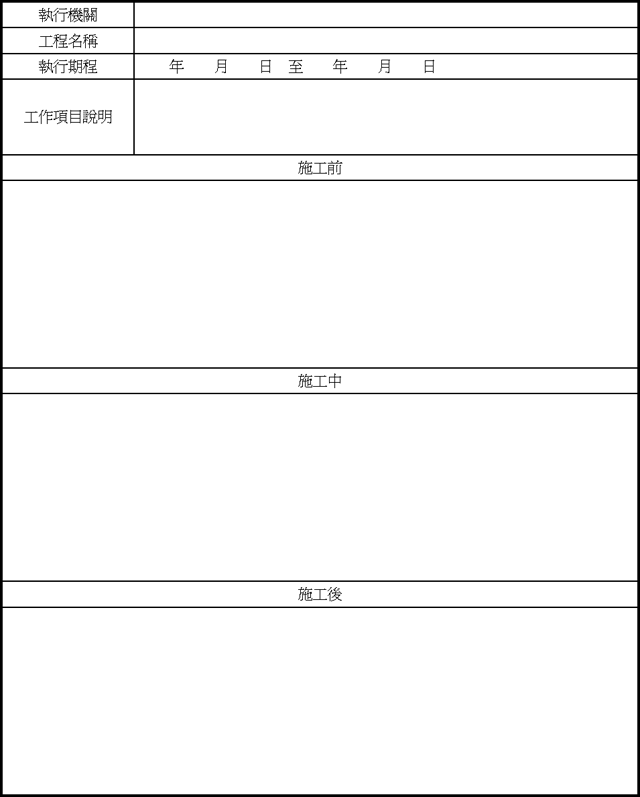 執行機關
工程名稱
執行期程 年 月 日 至 年 月 日
工作項目說明
施工前
施工中
施工後